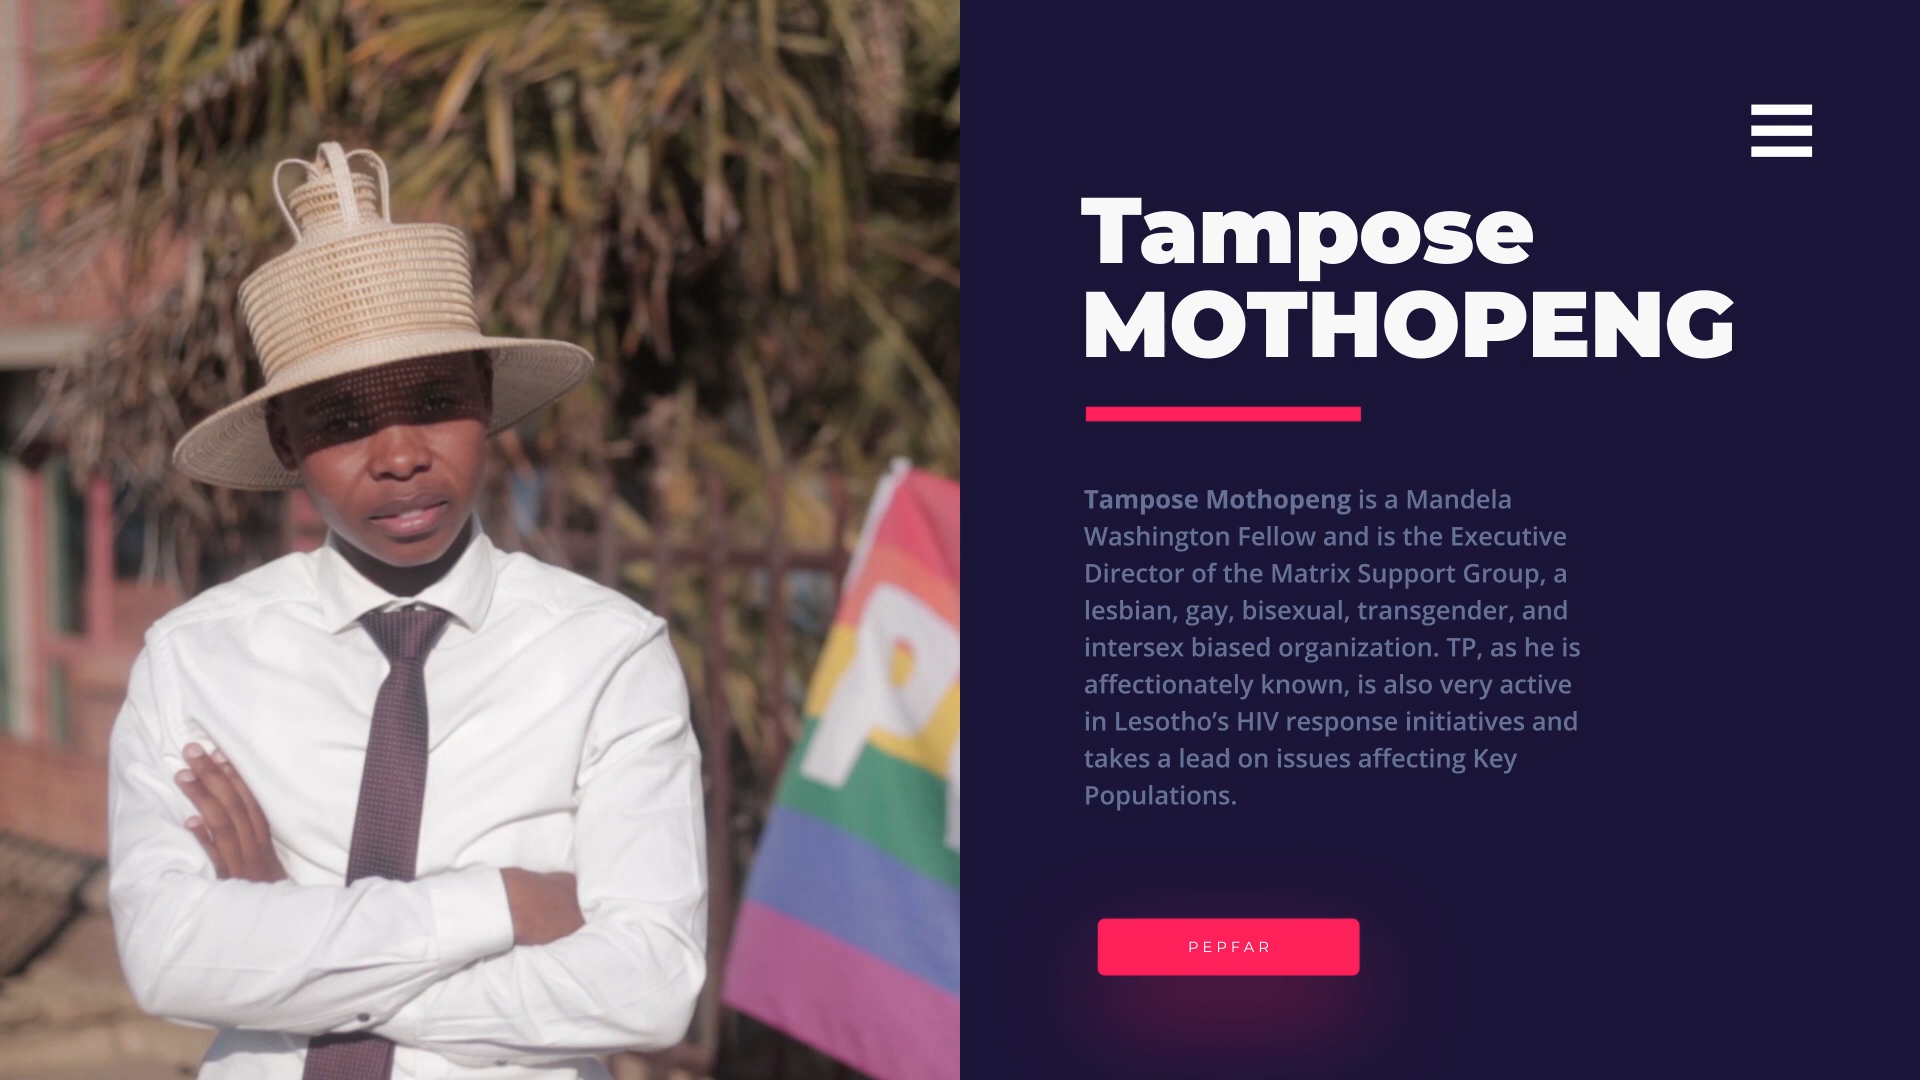 Tampose
MOTHOPENG
Tampose Mothopeng is a Mandela
Washington Fellow and is the Executive
Director of the Matrix Support Group, a
lesbian, gay, bisexual, transgender, and
intersex biased organization. TP, as he is
affectionately known, is also very active
in Lesotho’s HIV response initiatives and
takes a lead on issues affecting Key
Populations.
PEPFAR
P